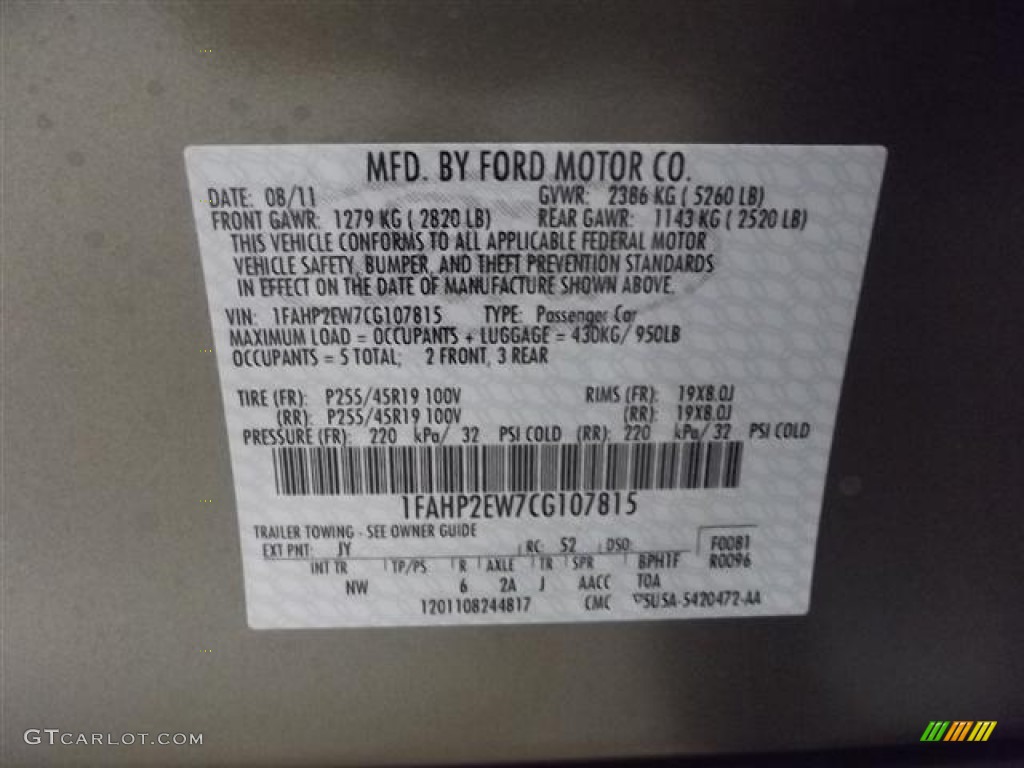 MFD. BY FORD MOTOR CO.
DATE: 08/11 GVWR: 2386 KG ( 5260 LB)
FRONT GAWR: 1279 KG ( 2820 LB) REAR GAWR: 1143 KG ( 2520 LB)
THIS VEHICLE CONFORMS TO ALL APPLICABLE FEDERAL MOTOR
VEHICLE SAFETY, BUMPER, AND THEFT PREVENTION STANDARDS
IN EFFECT ON THE DATE OF MANUFACTURE SHOWN ABOVE.
VIN: 1FAHP2EW7CG107815 TYPE: Passenger Car
MAXIMUM LOAD = OCCUPANTS + LUGGAGE = 430KG/ 950LB
OCCUPANTS = 5 TOTAL; 2 FRONT, 3 REAR
TIRE (FR): P255/45R19 100V RIMS (FR): 19X8.0J
(RR): P255/45R19 100V (RR): 19X8.0J
PRESSURE (FR): 220 kPa/ 32 PSI COLD (RR): 220 kPa/ 32 PSI COLD
1FAHP2EW7CG107815
TRAILER TOWING - SEE OWNER GUIDE
EXT PNT: JY RC: 52 DSO: F0081
INT TR TP/PS R AXLE TR SPR BPH1F R0096
NW 6 2A J AACC TOA
1201108244817 CMC 5U5A-5420472-AA
GTCARLOT.COM